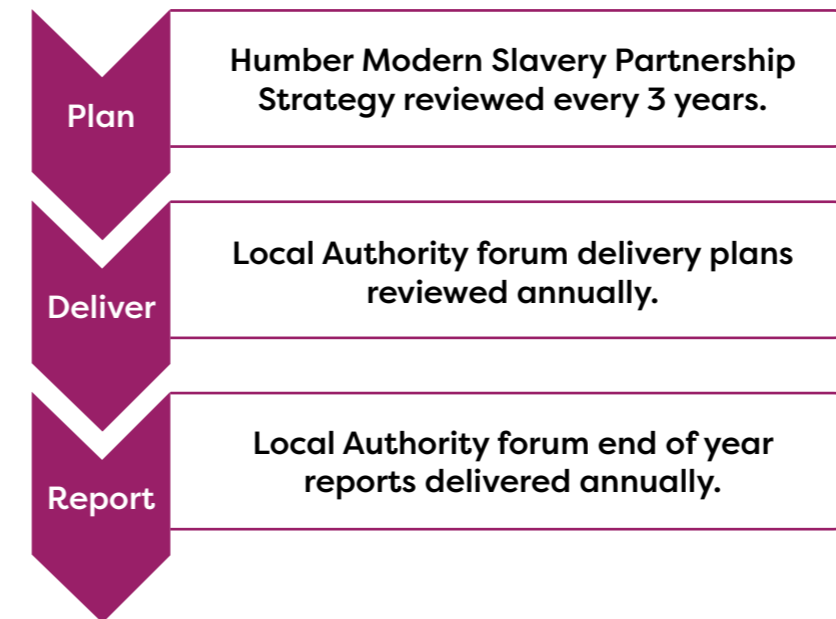 Plan
Humber Modern Slavery Partnership
Strategy reviewed every 3 years.
Deliver
Local Authority forum delivery plans
reviewed annually.
Report
Local Authority forum end of year
reports delivered annually.